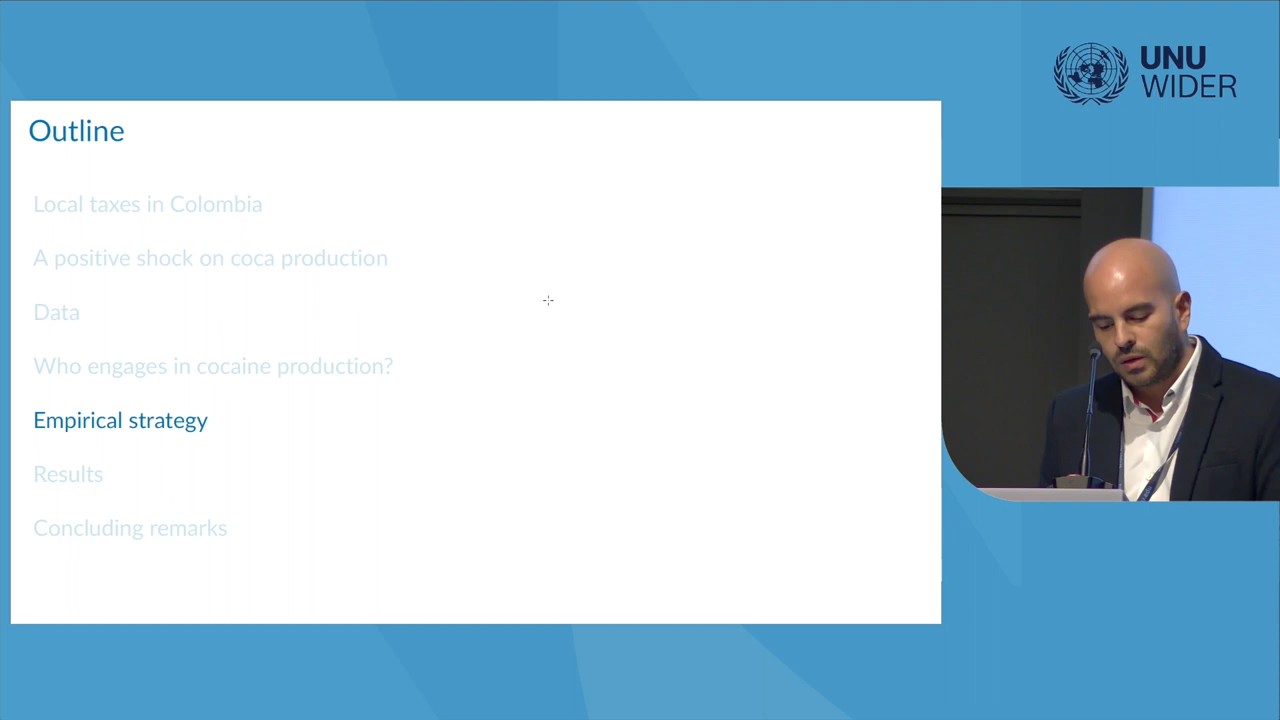 UNU
WIDER
Outline
Local taxes in Colombia
A positive shock on coca production
Data
Who engages in cocaine production?
Empirical strategy
Results
Concluding remarks